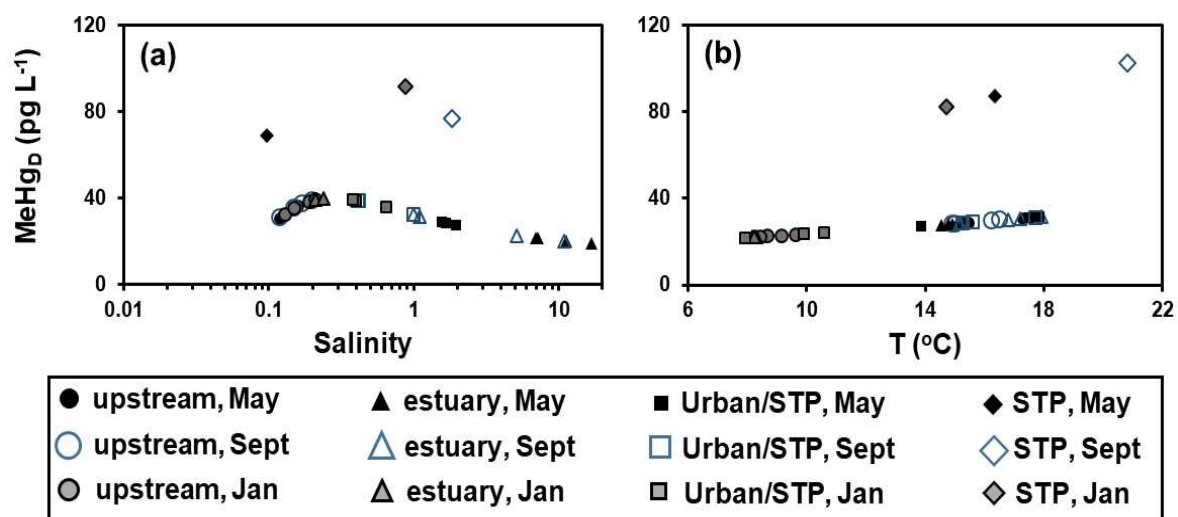 120
80
40
0
MeHgD (pg L-1)
(a)
0.01 0.1 1 10
Salinity
120
80
40
0
(b)
6 10 14 18 22
T (oC)
upstream, May estuary, May Urban/STP, May STP, May
upstream, Sept estuary, Sept Urban/STP, Sept STP, Sept
upstream, Jan estuary, Jan Urban/STP, Jan STP, Jan